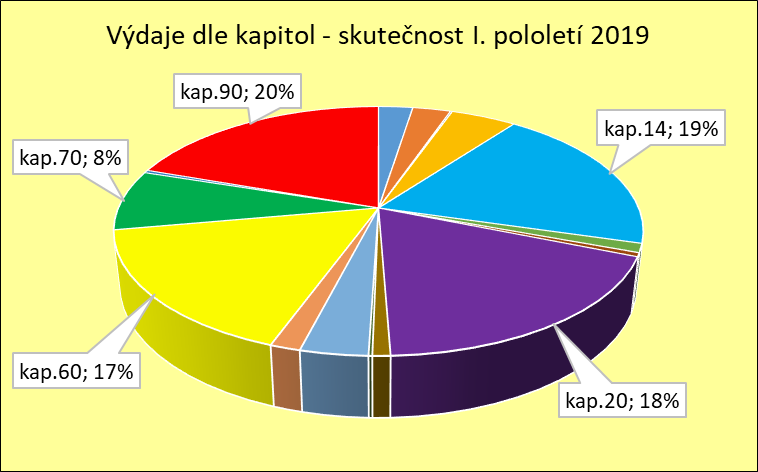 Výdaje dle kapitol - skutečnost I. pololetí 2019
kap.90; 20%
kap.14; 19%
kap.70; 8%
kap.60; 17%
kap.20; 18%